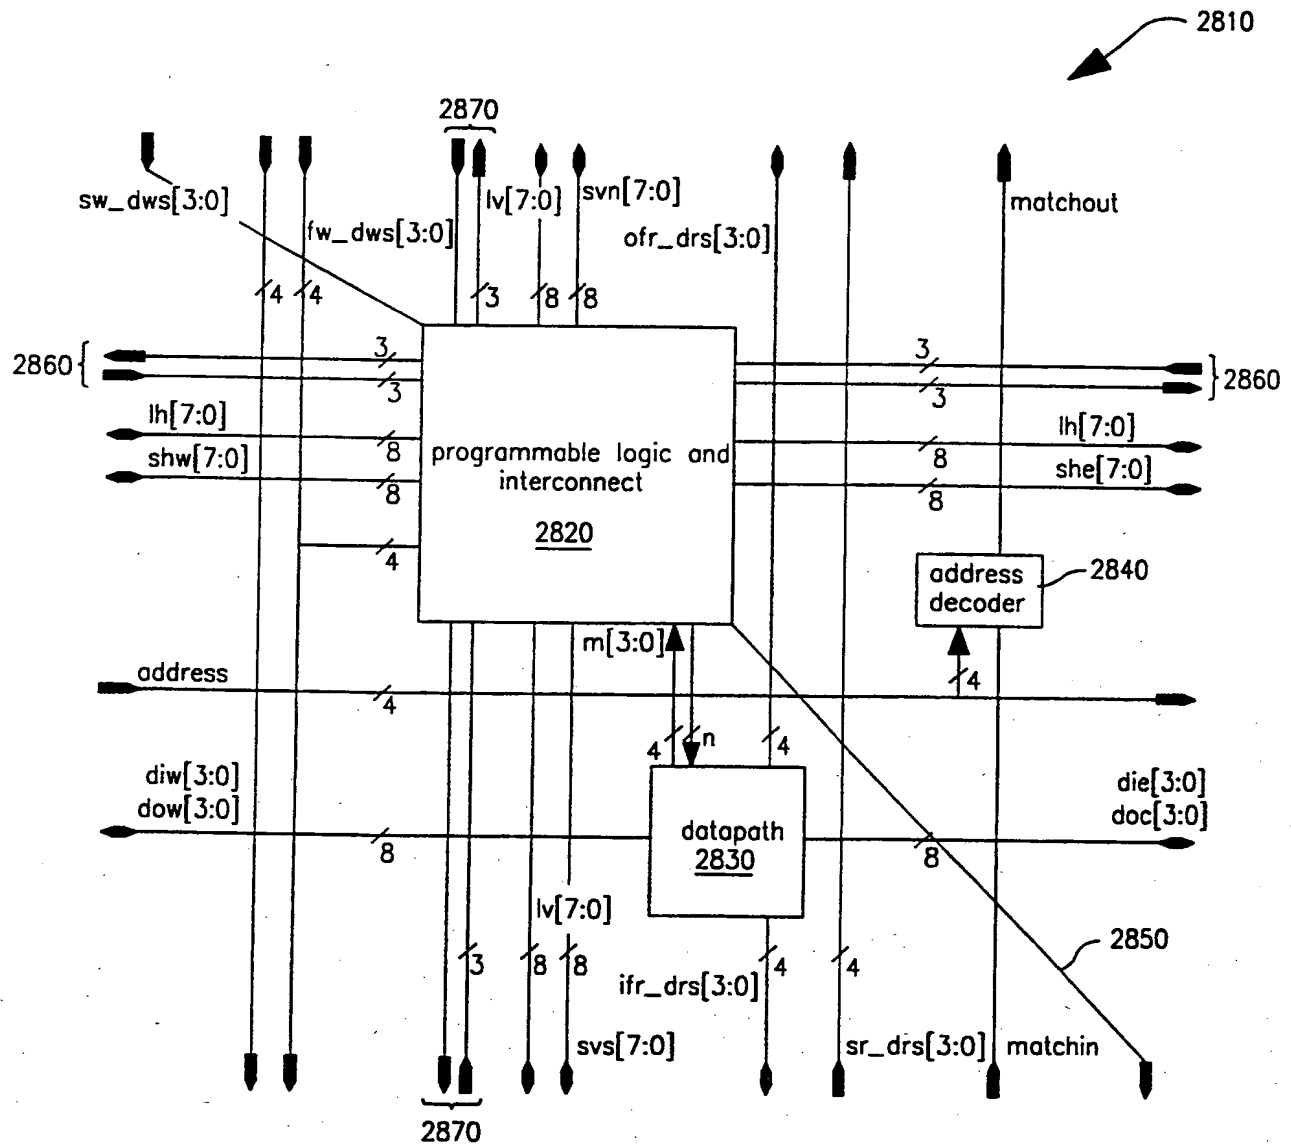 2810
2870
sw_dws[3:0]
fw_dws[3:0]
lv[7:0]
svn[7:0]
ofr_drs[3:0]
matchout
4
4
3
8
8
2860
3
3
3
3
2860
lh[7:0]
8
lh[7:0]
8
shw[7:0]
8
she[7:0]
8
programmable logic and
interconnect
2820
4
address
decoder
2840
m[3:0]
address
4
4
4
n
4
diw[3:0]
dow[3:0]
8
datapath
2830
die[3:0]
doc[3:0]
8
lv[7:0]
2850
3
8
8
ifr_drs[3:0]
4
4
svs[7:0]
sr_drs[3:0]
matchin
2870